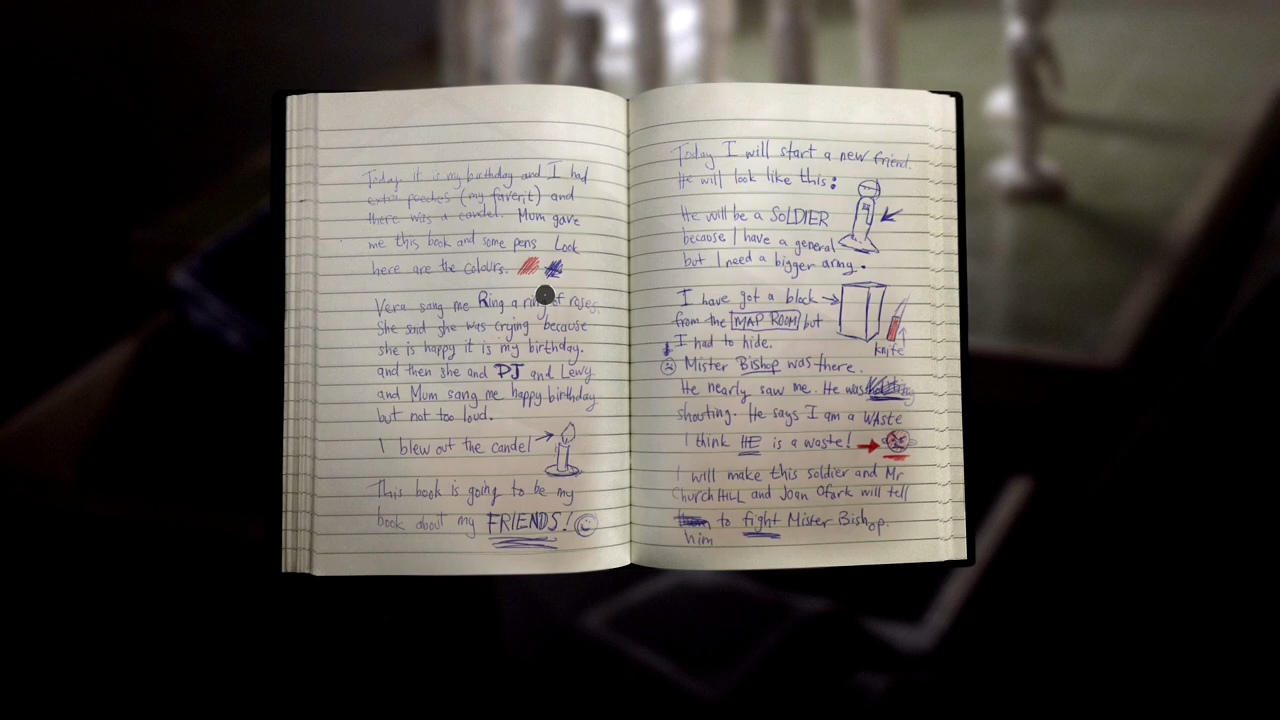 Today it is my birthday and I had
extra peeches (my faverit) and
there was a candel. Mum gave
me this book and some pens Look
here are the colours.
Vera sang me Ring a ring of roses.
She said she was crying because
she is happy it is my birthday.
and then she and PJ and Lewy
and Mum sang me happy birthday
but not too loud.
I blew out the candel
This book is going to be my
book about my FRIENDS!
Today I will start a new friend.
He will look like this:
He will be a SOLDIER
because I have a general
but I need a bigger army.
I have got a block
from the MAP ROOM but
I had to hide.
knife
Mister Bishop was there.
He nearly saw me. He was
shouting. He says I am a WAste
I think HE is a waste!
I will make this soldier and Mr
ChurchHILL and Joan Ofark will tell
to fight Mister Bishop.
him